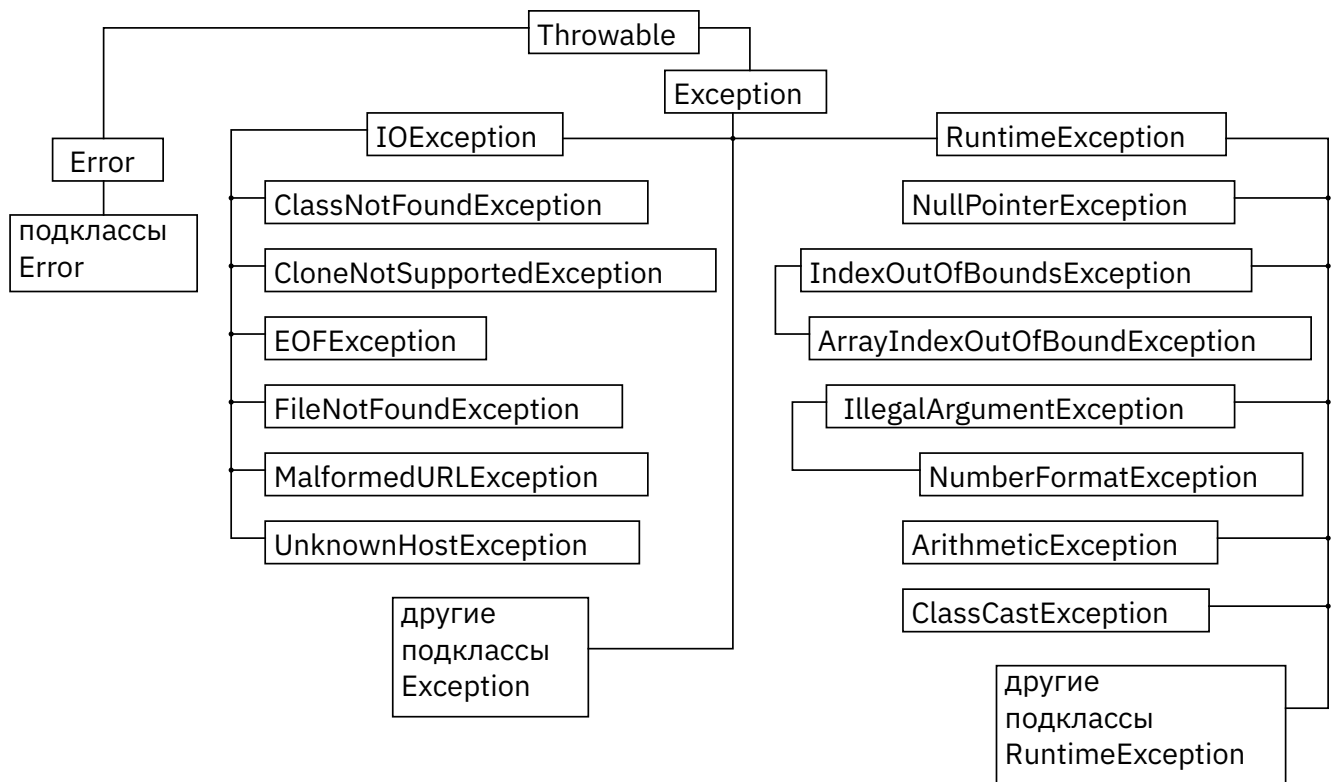 Throwable
Exception
IOException
RuntimeException
Error
ClassNotFoundException
NullPointerException
подклассы
Error
CloneNotSupportedException
IndexOutOfBoundsException
EOFException
ArrayIndexOutOfBoundException
FileNotFoundException
IllegalArgumentException
MalformedURLException
NumberFormatException
UnknownHostException
ArithmeticException
другие
подклассы
Exception
ClassCastException
другие
подклассы
RuntimeException